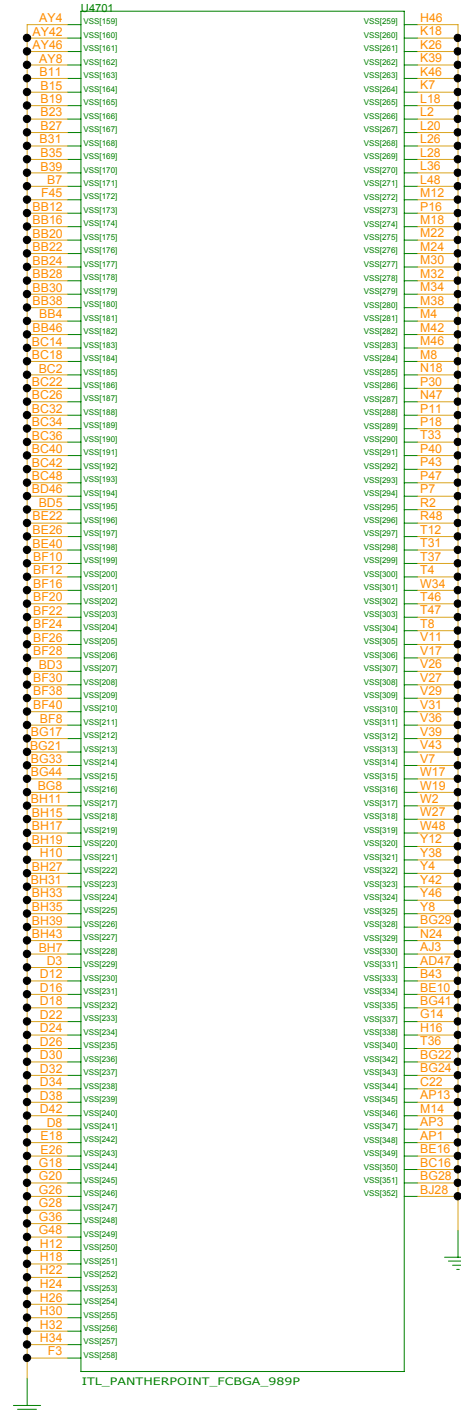 U4701
AY4 VSS[159] VSS[259] H46
AY42 VSS[160] VSS[260] K18
AY46 VSS[161] VSS[261] K26
AY8 VSS[162] VSS[262] K39
B11 VSS[163] VSS[263] K46
B15 VSS[164] VSS[264] K7
B19 VSS[165] VSS[265] L18
B23 VSS[166] VSS[266] L2
B27 VSS[167] VSS[267] L20
B31 VSS[168] VSS[268] L26
B35 VSS[169] VSS[269] L28
B39 VSS[170] VSS[270] L36
B7 VSS[171] VSS[271] L48
F45 VSS[172] VSS[272] M12
BB12 VSS[173] VSS[273] P16
BB16 VSS[174] VSS[274] M18
BB20 VSS[175] VSS[275] M22
BB22 VSS[176] VSS[276] M24
BB24 VSS[177] VSS[277] M30
BB28 VSS[178] VSS[278] M32
BB30 VSS[179] VSS[279] M34
BB38 VSS[180] VSS[280] M38
BB4 VSS[181] VSS[281] M4
BB46 VSS[182] VSS[282] M42
BC14 VSS[183] VSS[283] M46
BC18 VSS[184] VSS[284] M8
BC2 VSS[185] VSS[285] N18
BC22 VSS[186] VSS[286] P30
BC26 VSS[187] VSS[287] N47
BC32 VSS[188] VSS[288] P11
BC34 VSS[189] VSS[289] P18
BC36 VSS[190] VSS[290] T33
BC40 VSS[191] VSS[291] P40
BC42 VSS[192] VSS[292] P43
BC48 VSS[193] VSS[293] P47
BD46 VSS[194] VSS[294] P7
BD5 VSS[195] VSS[295] R2
BE22 VSS[196] VSS[296] R48
BE26 VSS[197] VSS[297] T12
BE40 VSS[198] VSS[298] T31
BF10 VSS[199] VSS[299] T37
BF12 VSS[200] VSS[300] T4
BF16 VSS[201] VSS[301] W34
BF20 VSS[202] VSS[302] T46
BF22 VSS[203] VSS[303] T47
BF24 VSS[204] VSS[304] T8
BF26 VSS[205] VSS[305] V11
BF28 VSS[206] VSS[306] V17
BD3 VSS[207] VSS[307] V26
BF30 VSS[208] VSS[308] V27
BF38 VSS[209] VSS[309] V29
BF40 VSS[210] VSS[310] V31
BF8 VSS[211] VSS[311] V36
BG17 VSS[212] VSS[312] V39
BG21 VSS[213] VSS[313] V43
BG33 VSS[214] VSS[314] V7
BG44 VSS[215] VSS[315] W17
BG8 VSS[216] VSS[316] W19
BH11 VSS[217] VSS[317] W2
BH15 VSS[218] VSS[318] W27
BH17 VSS[219] VSS[319] W48
BH19 VSS[220] VSS[320] Y12
H10 VSS[221] VSS[321] Y38
BH27 VSS[222] VSS[322] Y4
BH31 VSS[223] VSS[323] Y42
BH33 VSS[224] VSS[324] Y46
BH35 VSS[225] VSS[325] Y8
BH39 VSS[226] VSS[328] BG29
BH43 VSS[227] VSS[329] N24
BH7 VSS[228] VSS[330] AJ3
D3 VSS[229] VSS[331] AD47
D12 VSS[230] VSS[333] B43
D16 VSS[231] VSS[334] BE10
D18 VSS[232] VSS[335] BG41
D22 VSS[233] VSS[337] G14
D24 VSS[234] VSS[338] H16
D26 VSS[235] VSS[340] T36
D30 VSS[236] VSS[342] BG22
D32 VSS[237] VSS[343] BG24
D34 VSS[238] VSS[344] C22
D38 VSS[239] VSS[345] AP13
D42 VSS[240] VSS[346] M14
D8 VSS[241] VSS[347] AP3
E18 VSS[242] VSS[348] AP1
E26 VSS[243] VSS[349] BE16
G18 VSS[244] VSS[350] BC16
G20 VSS[245] VSS[351] BG28
G26 VSS[246] VSS[352] BJ28
G28 VSS[247]
G36 VSS[248]
G48 VSS[249]
H12 VSS[250]
H18 VSS[251]
H22 VSS[252]
H24 VSS[253]
H26 VSS[254]
H30 VSS[255]
H32 VSS[256]
H34 VSS[257]
F3 VSS[258]
ITL_PANTHERPOINT_FCBGA_989P